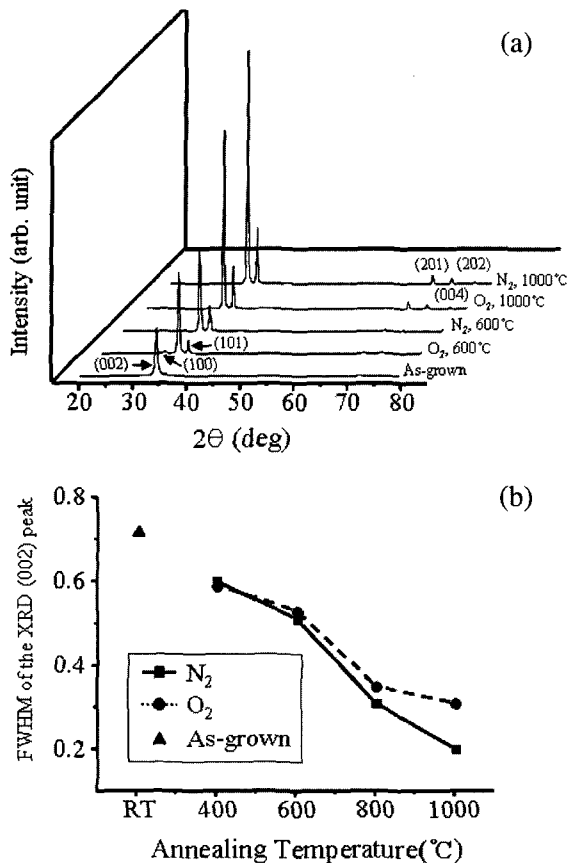 (a)
Intensity (arb. unit)
(201) (202)
N2, 1000°C
(004)
O2, 1000°C
N2, 600°C
(101)
O2, 600°C
(002)
(100)
As-grown
20 30 40 50 60 70 80
2Θ (deg)
(b)
FWHM of the XRD (002) peak
0.8
0.6
0.4
0.2
N2
O2
As-grown
RT 400 600 800 1000
Annealing Temperature(°C)